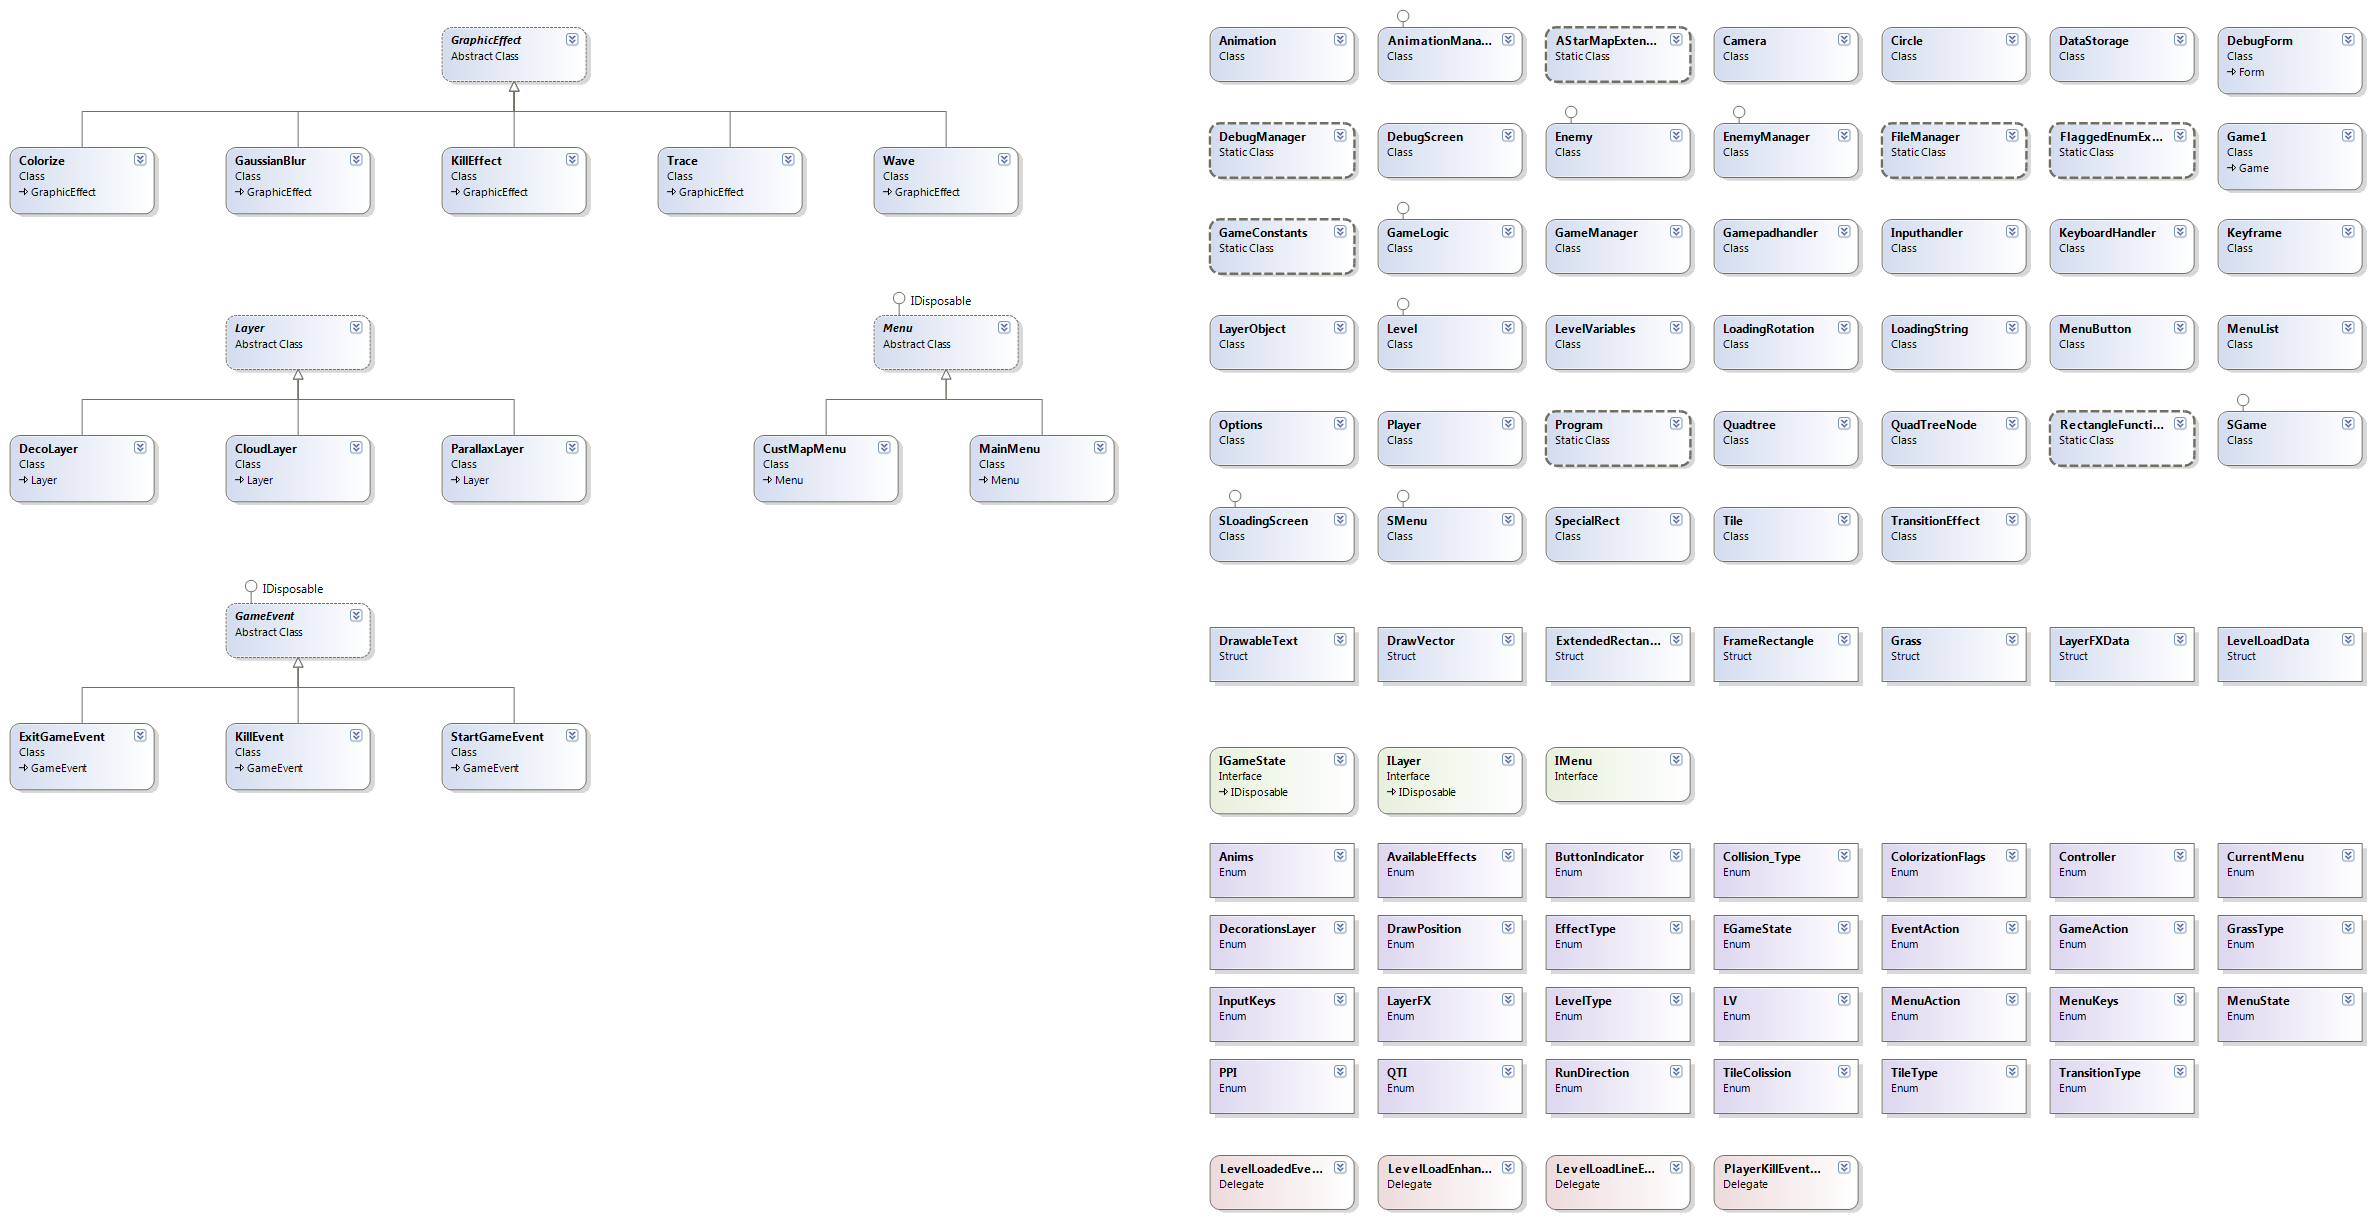 GraphicEffect
Abstract Class
Colorize
Class
GraphicEffect
GaussianBlur
Class
GraphicEffect
KillEffect
Class
GraphicEffect
Trace
Class
GraphicEffect
Wave
Class
GraphicEffect
Layer
Abstract Class
DecoLayer
Class
Layer
CloudLayer
Class
Layer
ParallaxLayer
Class
Layer
IDisposable
Menu
Abstract Class
CustMapMenu
Class
Menu
MainMenu
Class
Menu
IDisposable
GameEvent
Abstract Class
ExitGameEvent
Class
GameEvent
KillEvent
Class
GameEvent
StartGameEvent
Class
GameEvent
Animation
Class
AnimationMana...
Class
AStarMapExten...
Static Class
Camera
Class
Circle
Class
DataStorage
Class
DebugForm
Class
Form
DebugManager
Static Class
DebugScreen
Class
Enemy
Class
EnemyManager
Class
FileManager
Static Class
FlaggedEnumEx...
Static Class
Game1
Class
Game
GameConstants
Static Class
GameLogic
Class
GameManager
Class
Gamepadhandler
Class
Inputhandler
Class
KeyboardHandler
Class
Keyframe
Class
LayerObject
Class
Level
Class
LevelVariables
Class
LoadingRotation
Class
LoadingString
Class
MenuButton
Class
MenuList
Class
Options
Class
Player
Class
Program
Static Class
Quadtree
Class
QuadTreeNode
Class
RectangleFuncti...
Static Class
SGame
Class
SLoadingScreen
Class
SMenu
Class
SpecialRect
Class
Tile
Class
TransitionEffect
Class
DrawableText
Struct
DrawVector
Struct
ExtendedRectan...
Struct
FrameRectangle
Struct
Grass
Struct
LayerFXData
Struct
LevelLoadData
Struct
IGameState
Interface
IDisposable
ILayer
Interface
IDisposable
IMenu
Interface
Anims
Enum
AvailableEffects
Enum
ButtonIndicator
Enum
Collision_Type
Enum
ColorizationFlags
Enum
Controller
Enum
CurrentMenu
Enum
DecorationsLayer
Enum
DrawPosition
Enum
EffectType
Enum
EGameState
Enum
EventAction
Enum
GameAction
Enum
GrassType
Enum
InputKeys
Enum
LayerFX
Enum
LevelType
Enum
LV
Enum
MenuAction
Enum
MenuKeys
Enum
MenuState
Enum
PPI
Enum
QTI
Enum
RunDirection
Enum
TileColission
Enum
TileType
Enum
TransitionType
Enum
LevelLoadedEve...
Delegate
LevelLoadEnhan...
Delegate
LevelLoadLineE...
Delegate
PlayerKillEvent...
Delegate